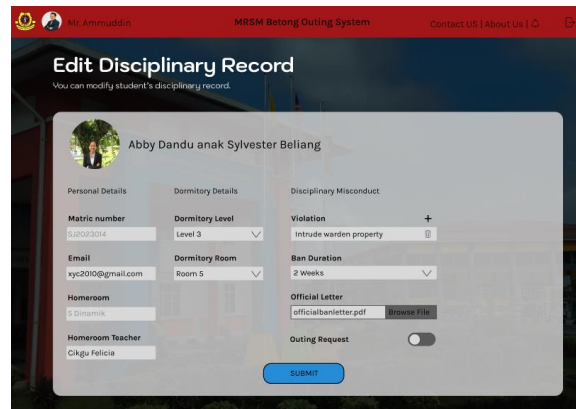 Mr. Ammuddin
MRSM Betong Outing System
Contact US | About Us |
Edit Disciplinary Record
You can modify student's disciplinary record.
Abby Dandu anak Sylvester Beliang
Personal Details
Dormitory Details
Disciplinary Misconduct
Matric number
Dormitory Level
Violation
+
SJ2023014
Level 3
Intrude warden property
Email
Dormitory Room
Ban Duration
xyc2010@gmail.com
Room 5
2 Weeks
Homeroom
Official Letter
5 Dinamik
officialbanletter.pdf
Browse File
Homeroom Teacher
Outing Request
Cikgu Felicia
SUBMIT